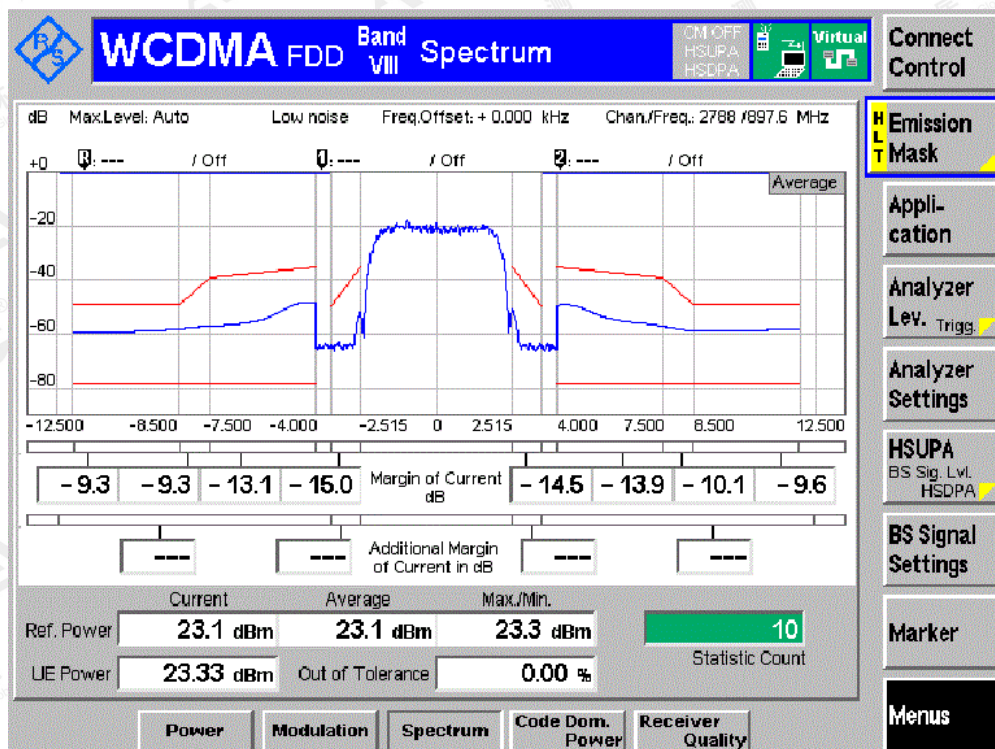 R S
WCDMA FDD Band VIII Spectrum
CM OFF
HSUPA
HSDPA
Virtual
Connect Control
dB Max.Level: Auto Low noise Freq.Offset: + 0.000 kHz Chan./Freq.: 2788 /897.6 MHz
H L T
Emission Mask
R: --- / Off 1: --- / Off 2: --- / Off
+0
Average
-20
-40
-60
-80
-12.500 -8.500 -7.500 -4.000 -2.515 0 2.515 4.000 7.500 8.500 12.500
Appli-
cation
Analyzer
Lev. Trigg.
Analyzer
Settings
HSUPA
BS Sig. Lvl.
HSDPA
BS Signal
Settings
Marker
Menus
- 9.3 - 9.3 - 13.1 - 15.0 Margin of Current dB - 14.5 - 13.9 - 10.1 - 9.6
--- --- Additional Margin of Current in dB --- ---
Current Average Max./Min.
Ref. Power 23.1 dBm 23.1 dBm 23.3 dBm 10
Statistic Count
UE Power 23.33 dBm Out of Tolerance 0.00 %
Power Modulation Spectrum Code Dom. Power Receiver Quality